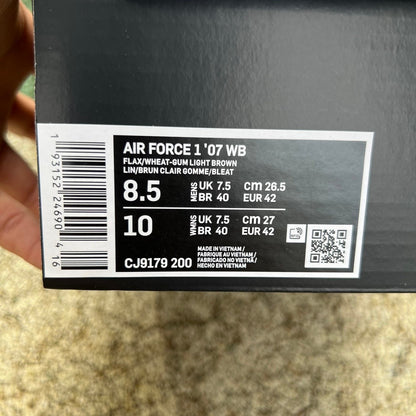 AIR FORCE 1 '07 WB
FLAX/WHEAT-GUM LIGHT BROWN
LIN/BRUN CLAIR GOMME/BLEAT
8.5 MENS UK 7.5 cm 26.5
BR 40 EUR 42
10 WMNS UK 7.5 cm 27
BR 40 EUR 42
CJ9179 200
MADE IN VIETNAM /
FABRIQUE AU VIETNAM /
FABRICADO NO VIETNÃ /
HECHO EN VIETNAM
1 93152 24690 4 16